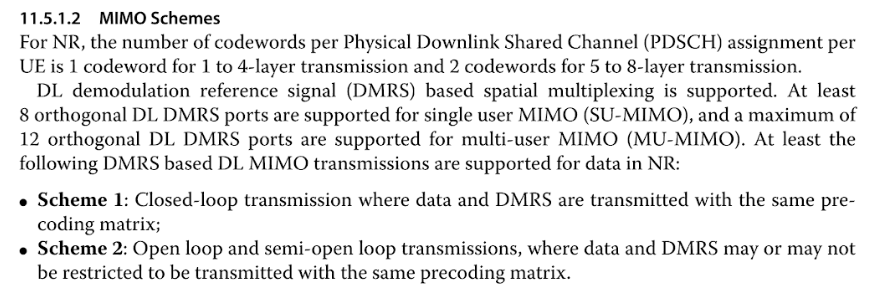 11.5.1.2 MIMO Schemes
For NR, the number of codewords per Physical Downlink Shared Channel (PDSCH) assignment per
UE is 1 codeword for 1 to 4-layer transmission and 2 codewords for 5 to 8-layer transmission.
DL demodulation reference signal (DMRS) based spatial multiplexing is supported. At least
8 orthogonal DL DMRS ports are supported for single user MIMO (SU-MIMO), and a maximum of
12 orthogonal DL DMRS ports are supported for multi-user MIMO (MU-MIMO). At least the
following DMRS based DL MIMO transmissions are supported for data in NR:
• Scheme 1: Closed-loop transmission where data and DMRS are transmitted with the same pre-
coding matrix;
• Scheme 2: Open loop and semi-open loop transmissions, where data and DMRS may or may not
be restricted to be transmitted with the same precoding matrix.